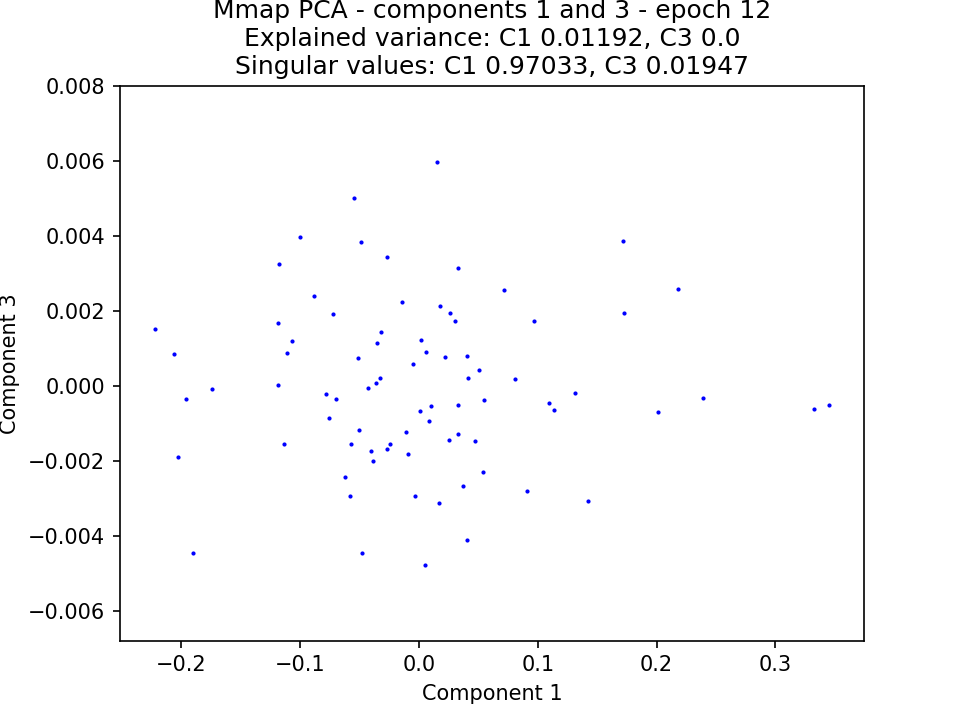 Mmap PCA - components 1 and 3 - epoch 12
Explained variance: C1 0.01192, C3 0.0
Singular values: C1 0.97033, C3 0.01947
0.008
0.006
0.004
0.002
0.000
−0.002
−0.004
−0.006
Component 3
−0.2
−0.1
0.0
0.1
0.2
0.3
Component 1